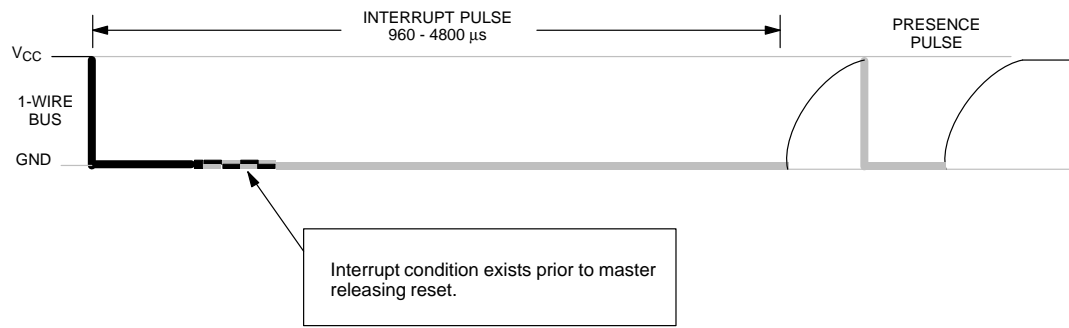 INTERRUPT PULSE
960 - 4800 μs
PRESENCE
PULSE
VCC
1-WIRE
BUS
GND
Interrupt condition exists prior to master
releasing reset.